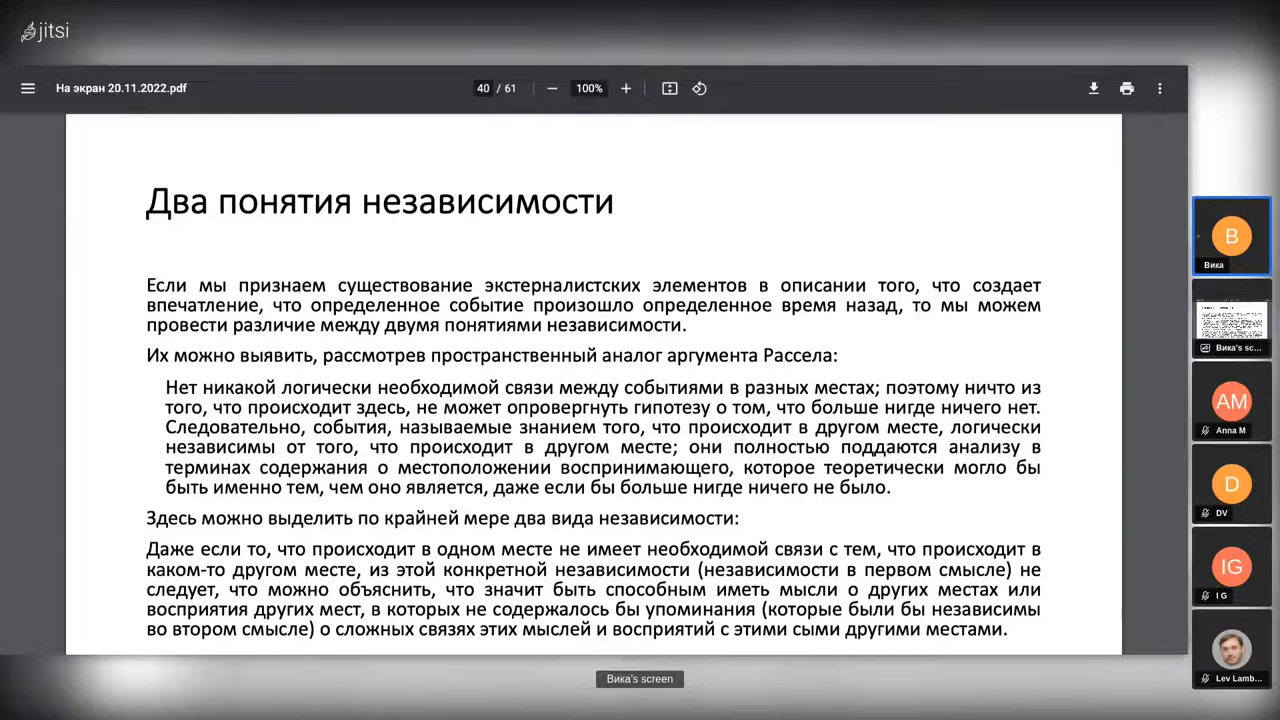 jitsi
На экран 20.11.2022.pdf
40 / 61
100%
Два понятия независимости
Если мы признаем существование экстерналистских элементов в описании того, что создает
впечатление, что определенное событие произошло определенное время назад, то мы можем
провести различие между двумя понятиями независимости.
Их можно выявить, рассмотрев пространственный аналог аргумента Рассела:
Нет никакой логически необходимой связи между событиями в разных местах; поэтому ничто из
того, что происходит здесь, не может опровергнуть гипотезу о том, что больше нигде ничего нет.
Следовательно, события, называемые знанием того, что происходит в другом месте, логически
независимы от того, что происходит в другом месте; они полностью поддаются анализу в
терминах содержания о местоположении воспринимающего, которое теоретически могло бы
быть именно тем, чем оно является, даже если бы больше нигде ничего не было.
Здесь можно выделить по крайней мере два вида независимости:
Даже если то, что происходит в одном месте не имеет необходимой связи с тем, что происходит в
каком-то другом месте, из этой конкретной независимости (независимости в первом смысле) не
следует, что можно объяснить, что значит быть способным иметь мысли о других местах или
восприятия других мест, в которых не содержалось бы упоминания (которые были бы независимы
во втором смысле) о сложных связях этих мыслей и восприятий с этими сыми другими местами.
Вика's screen
В
Вика
Вика's sc...
AM
Anna M
D
DV
IG
I G
Lev Lamb...